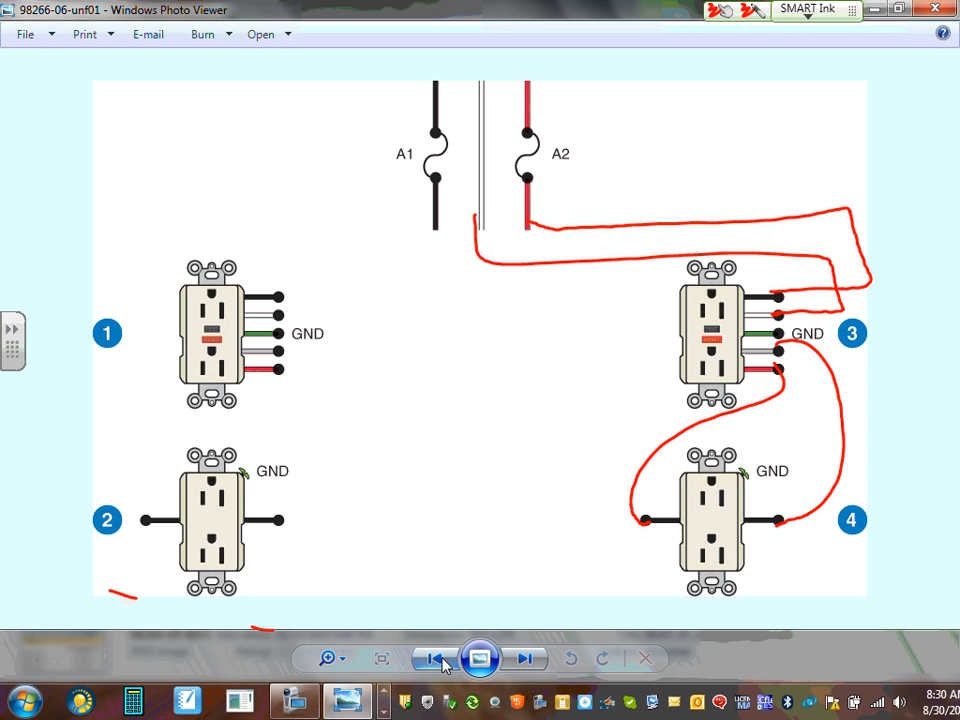 98266-06-unf01 - Windows Photo Viewer
SMART Ink
File Print E-mail Burn Open
A1 A2
1 GND GND 3
GND GND
2 4
8:30 AM
8/30/20